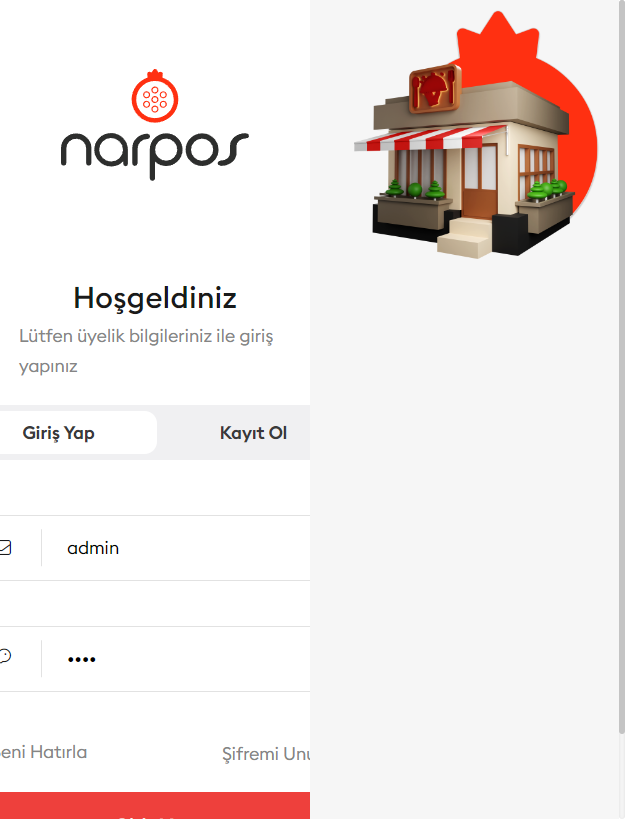 narpos
Hoşgeldiniz
Lütfen üyelik bilgileriniz ile giriş
yapınız
Giriş Yap
Kayıt Ol
admin
••••
eni Hatırla
Şifremi Unu